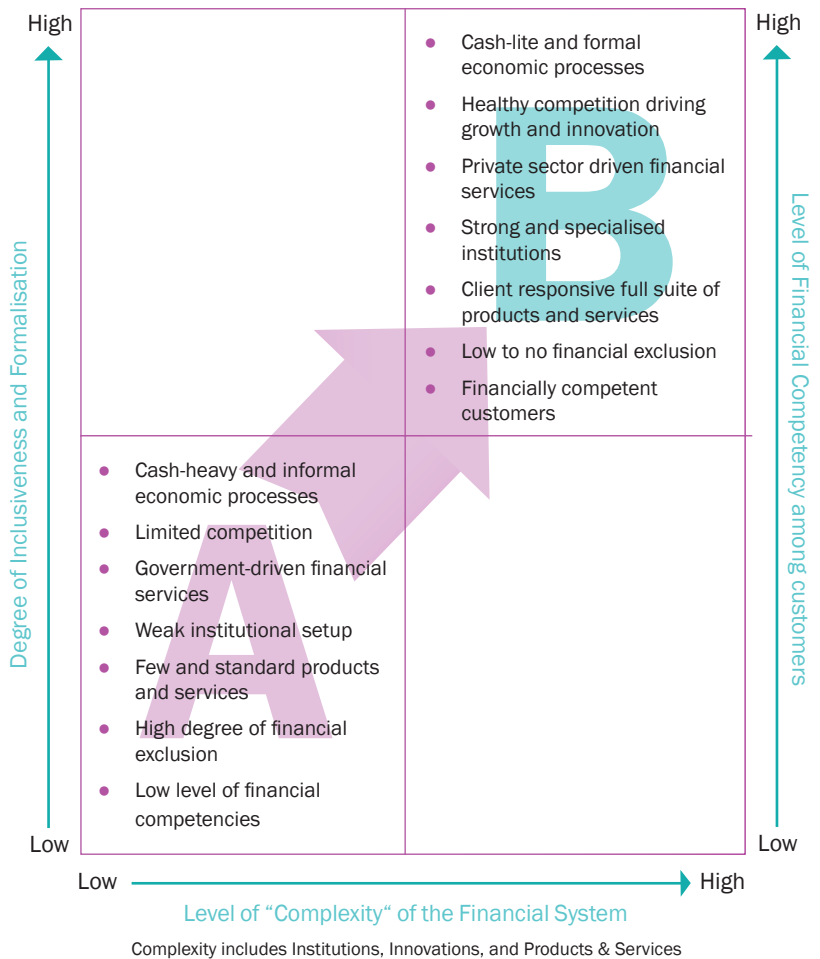 High
High
Cash-lite and formal
economic processes
Healthy competition driving
growth and innovation
Private sector driven financial
services
Strong and specialised
institutions
Client responsive full suite of
products and services
Low to no financial exclusion
Financially competent
customers
B
Degree of Inclusiveness and Formalisation
Level of Financial Competency among customers
Cash-heavy and informal
economic processes
Limited competition
Government-driven financial
services
Weak institutional setup
Few and standard products
and services
High degree of financial
exclusion
Low level of financial
competencies
A
Low
Low
Low
High
Level of “Complexity“ of the Financial System
Complexity includes Institutions, Innovations, and Products & Services